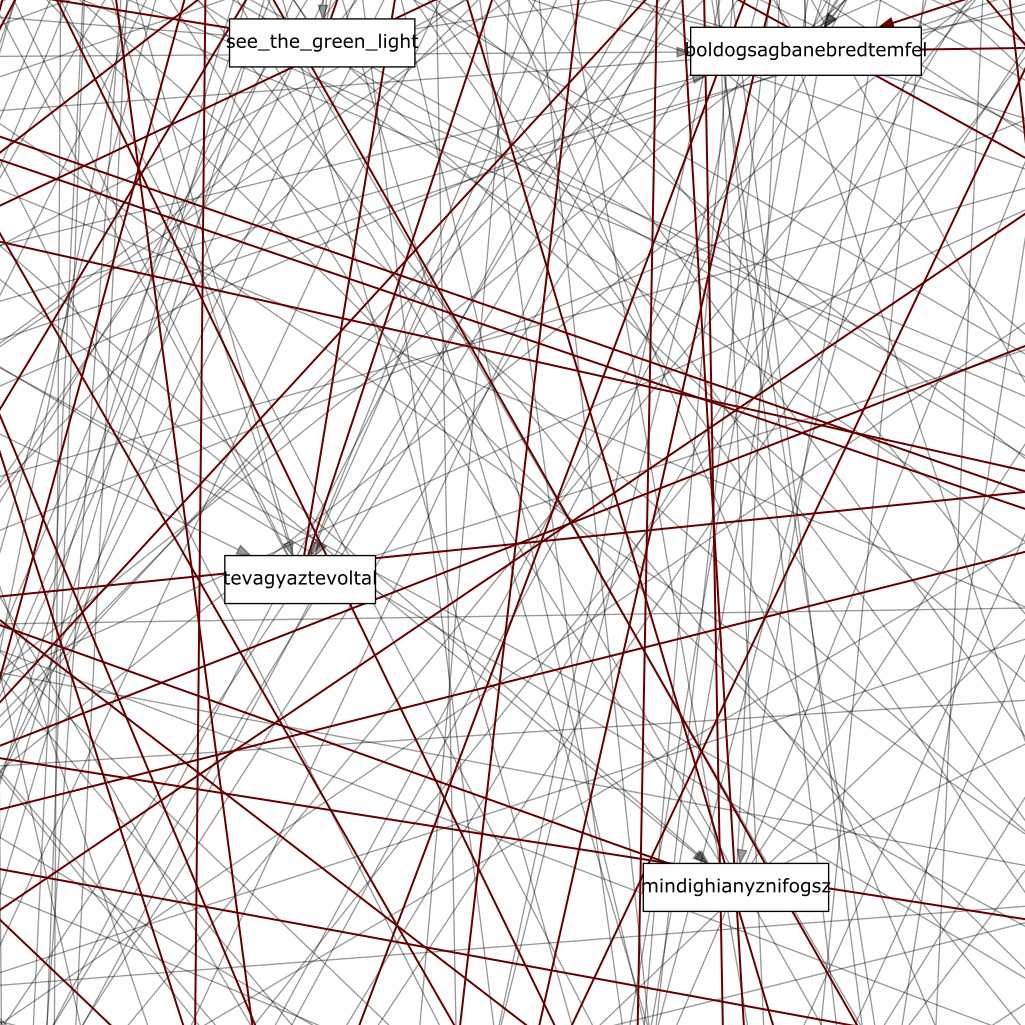 see_the_green_light
boldogsagbanebredtemfel
tevagyaztevoltal
mindighianyznifogsz